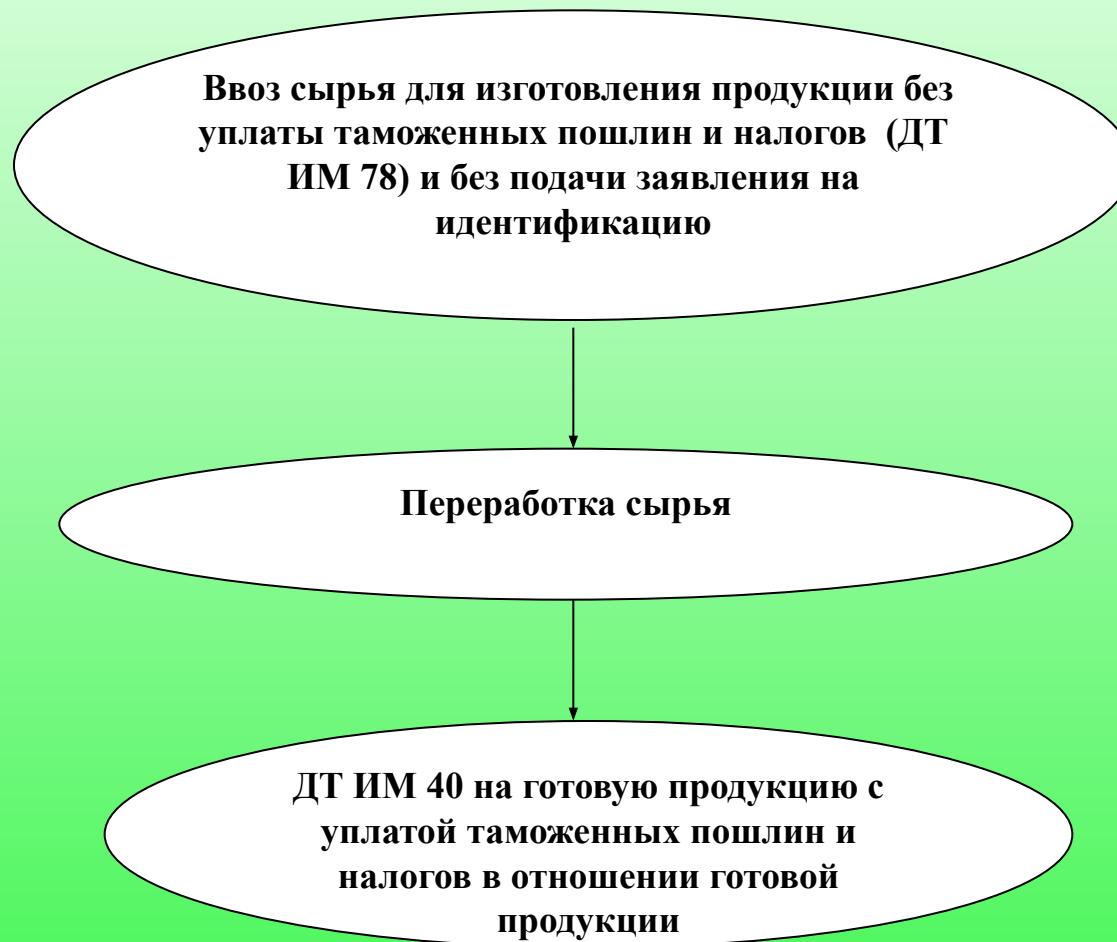 Ввоз сырья для изготовления продукции без
уплаты таможенных пошлин и налогов (ДТ
ИМ 78) и без подачи заявления на
идентификацию
Переработка сырья
ДТ ИМ 40 на готовую продукцию с
уплатой таможенных пошлин и
налогов в отношении готовой
продукции